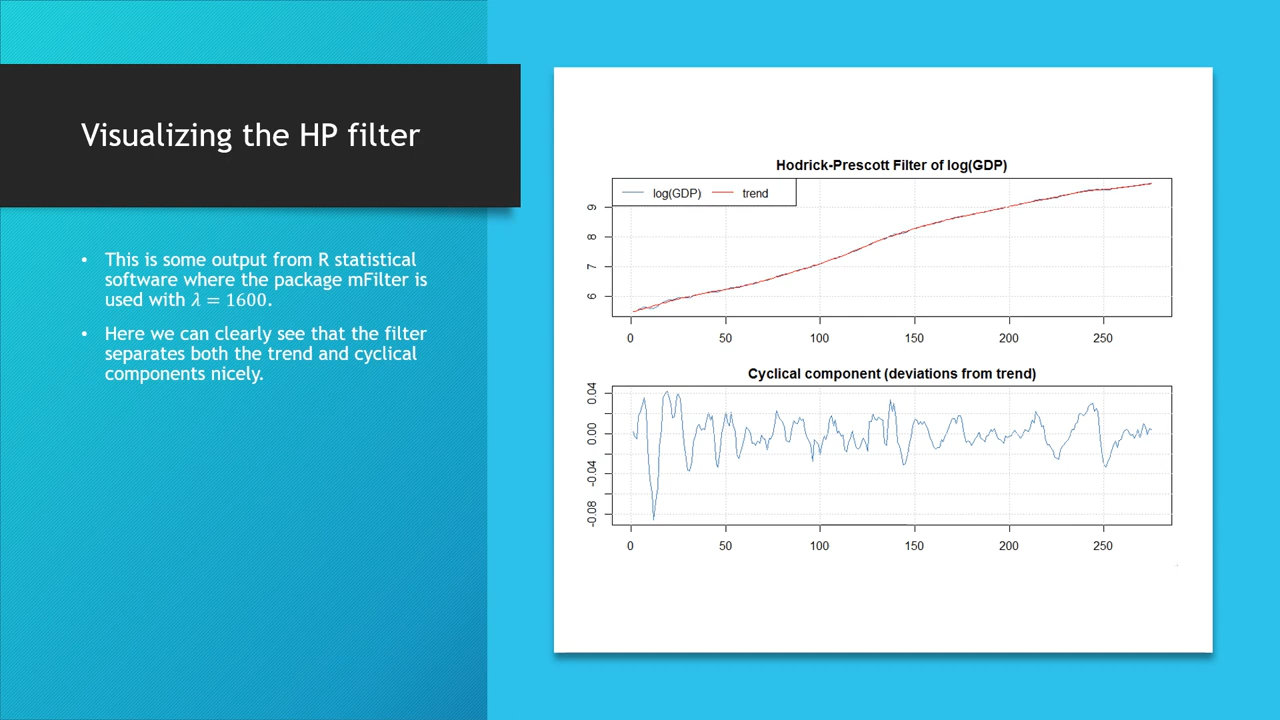 Visualizing the HP filter
• This is some output from R statistical
software where the package mFilter is
used with 𝜆 = 1600.
• Here we can clearly see that the filter
separates both the trend and cyclical
components nicely.
Hodrick-Prescott Filter of log(GDP)
log(GDP) trend
9
8
7
6
0 50 100 150 200 250
Cyclical component (deviations from trend)
0.04
0.00
-0.04
-0.08
0 50 100 150 200 250